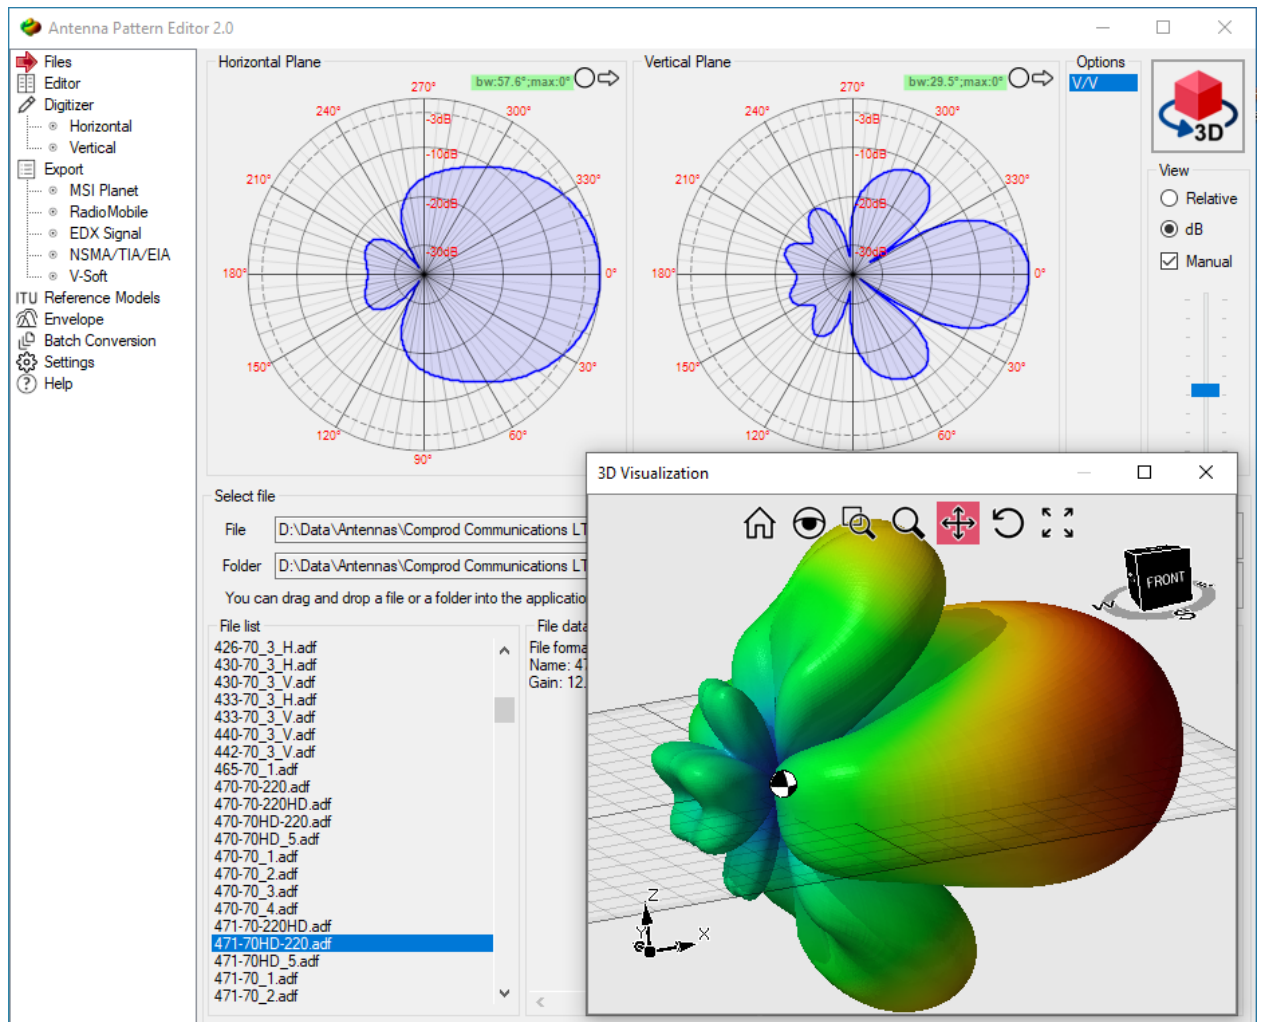 Antenna Pattern Editor 2.0
Files
Editor
Digitizer
Horizontal
Vertical
Export
MSI Planet
RadioMobile
EDX Signal
NSMA/TIA/EIA
V-Soft
ITU Reference Models
Envelope
Batch Conversion
Settings
Help
Horizontal Plane
bw:57.6°;max:0°
270°
240° 300°
-3dB
-10dB
210° 330°
-20dB
-30dB
180° 0°
150° 30°
120° 60°
90°
Vertical Plane
bw:29.5°;max:0°
270°
240° 300°
-3dB
-10dB
210° 330°
-20dB
-30dB
180° 0°
150° 30°
120° 60°
Options
V/V
3D
View
Relative
dB
Manual
Select file
File D:\Data\Antennas\Comprod Communications LT
Folder D:\Data\Antennas\Comprod Communications LT
You can drag and drop a file or a folder into the applicatio
File list
426-70_3_H.adf
430-70_3_H.adf
430-70_3_V.adf
433-70_3_H.adf
433-70_3_V.adf
440-70_3_V.adf
442-70_3_V.adf
465-70_1.adf
470-70-220.adf
470-70-220HD.adf
470-70HD-220.adf
470-70HD_5.adf
470-70_1.adf
470-70_2.adf
470-70_3.adf
470-70_4.adf
471-70-220HD.adf
471-70HD-220.adf
471-70HD_5.adf
471-70_1.adf
471-70_2.adf
File data
File forma
Name: 47
Gain: 12.
3D Visualization
FRONT
W S
Z
Y X